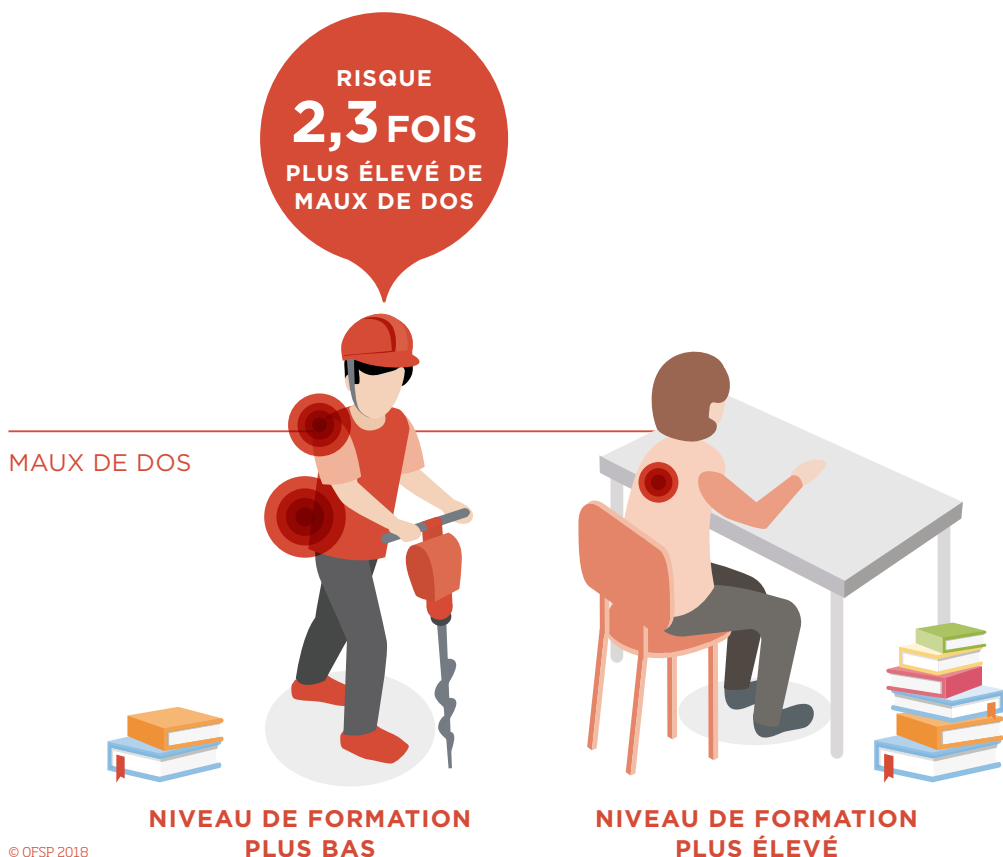 RISQUE
2,3 FOIS
PLUS ÉLEVÉ DE
MAUX DE DOS
MAUX DE DOS
NIVEAU DE FORMATION
PLUS BAS
NIVEAU DE FORMATION
PLUS ÉLEVÉ
© OFSP 2018